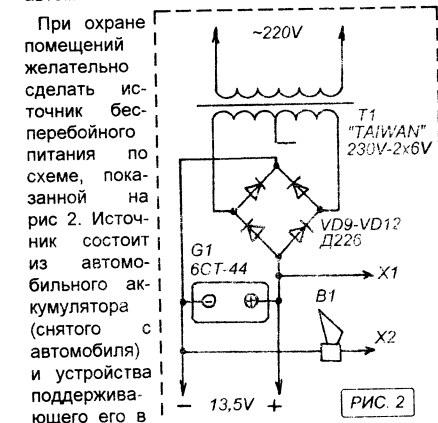 При охране
помещений
желательно
сделать ис-
точник бес-
перебойного
питания по
схеме, пока-
занной на
рис 2. Источ-
ник состоит
из автомо-
бильного ак-
кумулятора
(снятого с
автомобиля)
и устройства
поддержива-
ющего его в
~220V
T1
"TAIWAN"
230V-2x6V
VD9-VD12
Д226
G1
6СТ-44
X1
B1
X2
- 13,5V +
РИС. 2